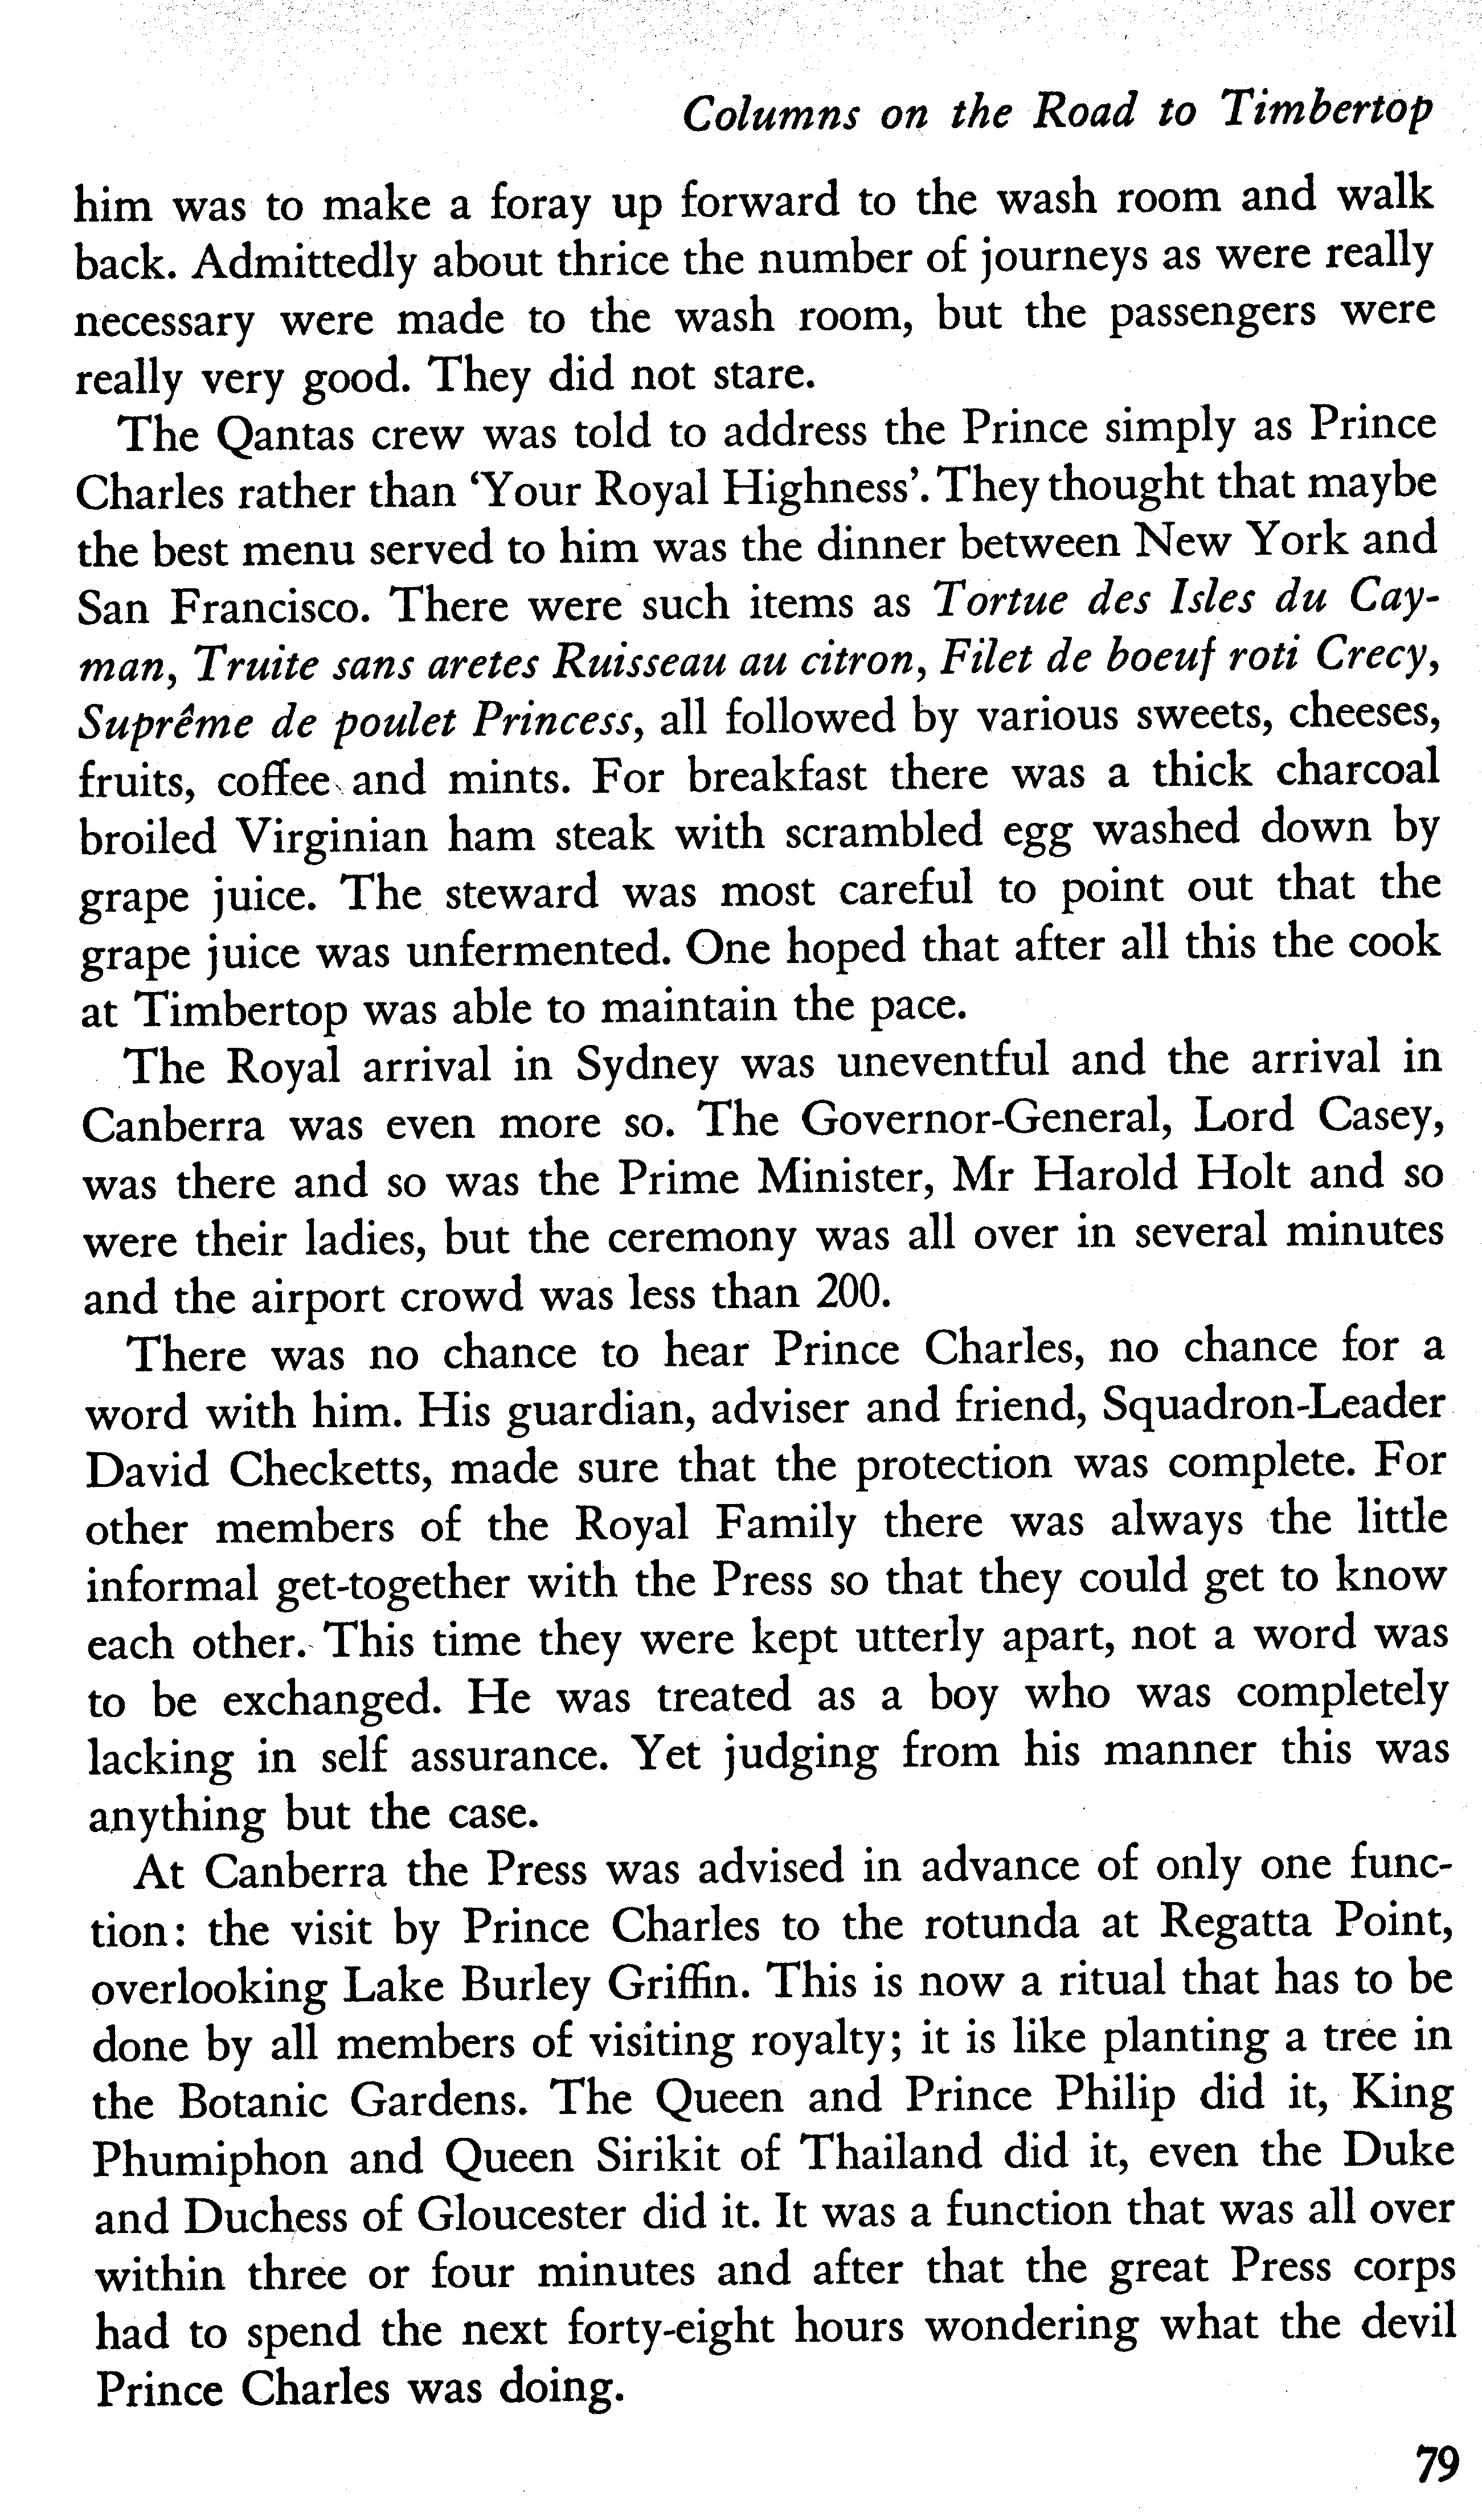 Columns on the Road to Timbertop
him was to make a foray up forward to the wash room and walk
back. Admittedly about thrice the number of journeys as were really
necessary were made to the wash room, but the passengers were
really very good. They did not stare.
The Qantas crew was told to address the Prince simply as Prince
Charles rather than ‘Your Royal Highness’. They thought that maybe
the best menu served to him was the dinner between New York and
San Francisco. There were such items as Tortue des Isles du Cay-
man, Truite sans aretes Ruisseau au citron, Filet de boeuf roti Crecy,
Suprême de poulet Princess, all followed by various sweets, cheeses,
fruits, coffee and mints. For breakfast there was a thick charcoal
broiled Virginian ham steak with scrambled egg washed down by
grape juice. The steward was most careful to point out that the
grape juice was unfermented. One hoped that after all this the cook
at Timbertop was able to maintain the pace.
The Royal arrival in Sydney was uneventful and the arrival in
Canberra was even more so. The Governor-General, Lord Casey,
was there and so was the Prime Minister, Mr Harold Holt and so
were their ladies, but the ceremony was all over in several minutes
and the airport crowd was less than 200.
There was no chance to hear Prince Charles, no chance for a
word with him. His guardian, adviser and friend, Squadron-Leader
David Checketts, made sure that the protection was complete. For
other members of the Royal Family there was always the little
informal get-together with the Press so that they could get to know
each other. This time they were kept utterly apart, not a word was
to be exchanged. He was treated as a boy who was completely
lacking in self assurance. Yet judging from his manner this was
anything but the case.
At Canberra the Press was advised in advance of only one func-
tion: the visit by Prince Charles to the rotunda at Regatta Point,
overlooking Lake Burley Griffin. This is now a ritual that has to be
done by all members of visiting royalty; it is like planting a tree in
the Botanic Gardens. The Queen and Prince Philip did it, King
Phumiphon and Queen Sirikit of Thailand did it, even the Duke
and Duchess of Gloucester did it. It was a function that was all over
within three or four minutes and after that the great Press corps
had to spend the next forty-eight hours wondering what the devil
Prince Charles was doing.
79